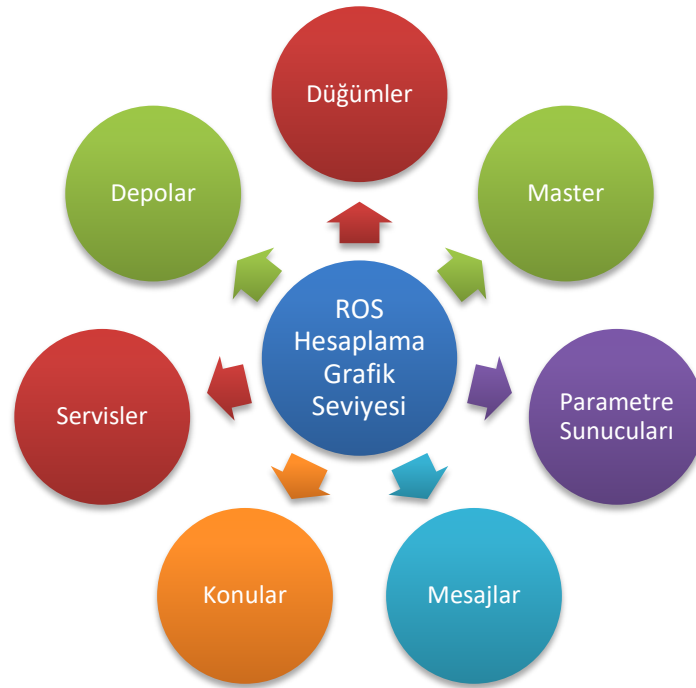 Düğümler
Depolar
Master
ROS
Hesaplama
Grafik
Seviyesi
Servisler
Parametre
Sunucuları
Konular
Mesajlar